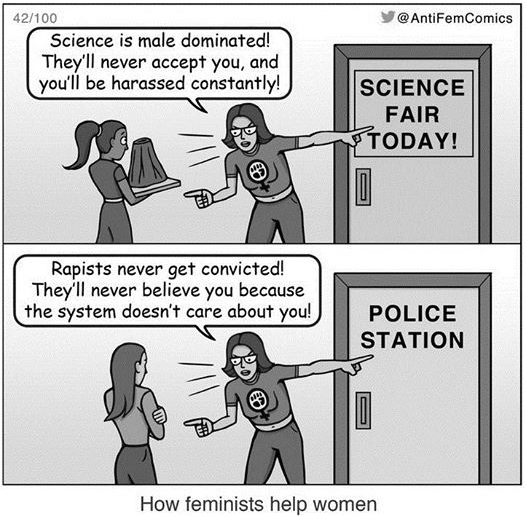 42/100
@AntiFemComics
Science is male dominated!
They'll never accept you, and
you'll be harassed constantly!
SCIENCE
FAIR
TODAY!
Rapists never get convicted!
They'll never believe you because
the system doesn't care about you!
POLICE
STATION
How feminists help women